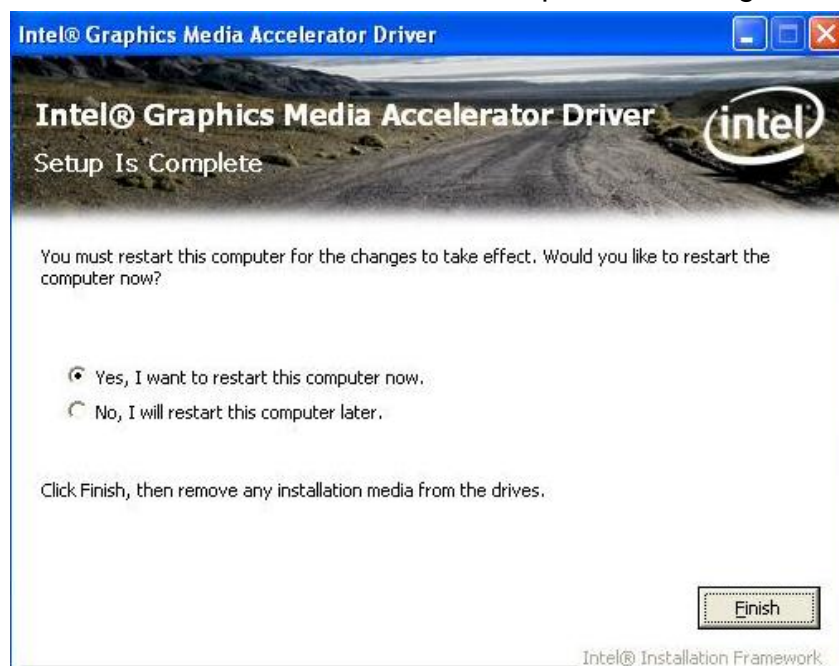 Intel® Graphics Media Accelerator Driver
Intel® Graphics Media Accelerator Driver
intel
Setup Is Complete
You must restart this computer for the changes to take effect. Would you like to restart the
computer now?
Yes, I want to restart this computer now.
No, I will restart this computer later.
Click Finish, then remove any installation media from the drives.
Finish
Intel® Installation Framework